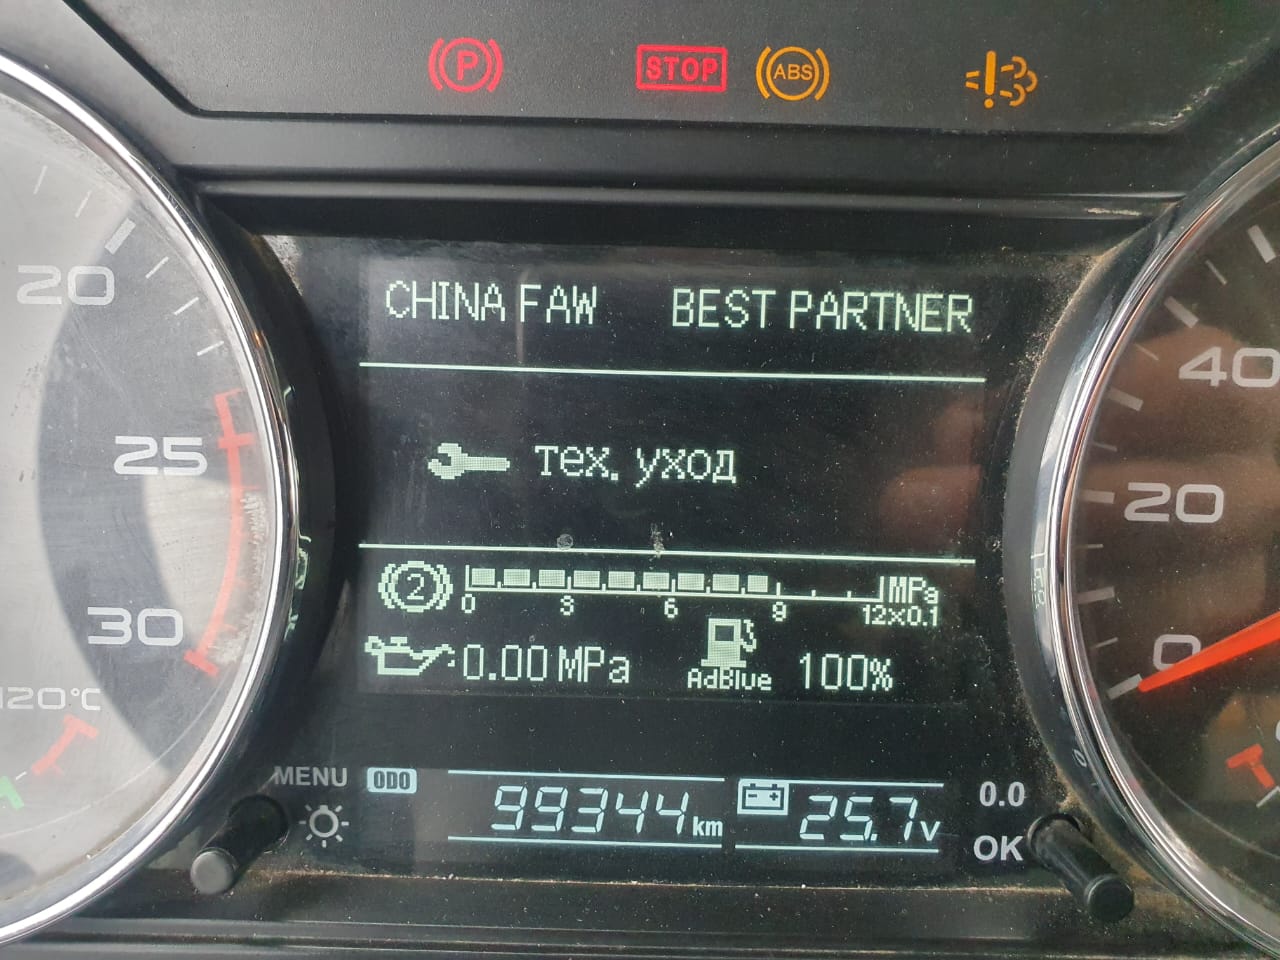 P STOP ABS
20
CHINA FAW BEST PARTNER
40
тех. уход
25
20
2 MPa
0 3 6 9 12×0.1
30
0.00 MPa AdBlue 100%
0
120°C
MENU ODO 99344 km 25.7 V 0.0
OK